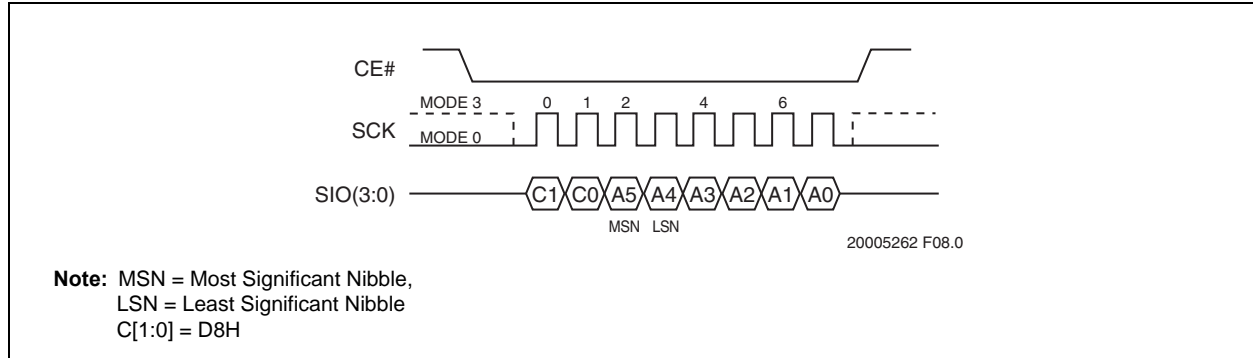 CE#
MODE 3 0 1 2 4 6
SCK
MODE 0
SIO(3:0) C1 C0 A5 A4 A3 A2 A1 A0
MSN LSN
20005262 F08.0
Note: MSN = Most Significant Nibble,
LSN = Least Significant Nibble
C[1:0] = D8H